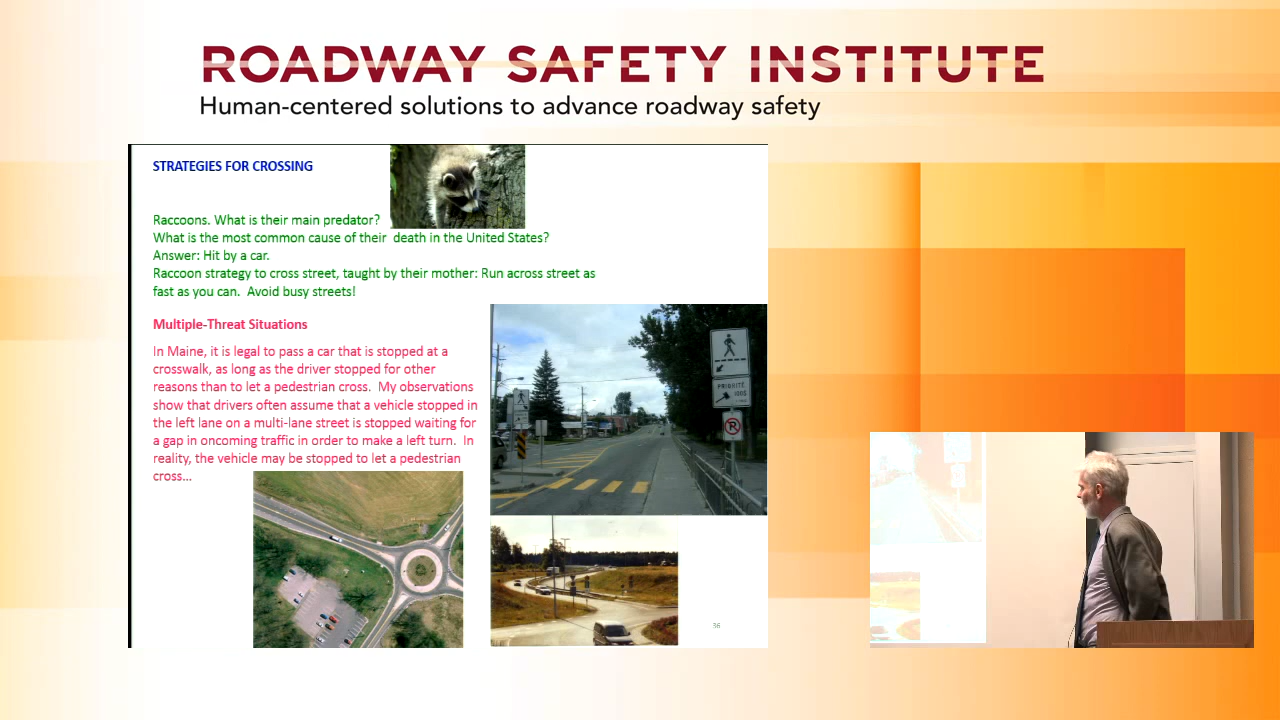 ROADWAY SAFETY INSTITUTE
Human-centered solutions to advance roadway safety
STRATEGIES FOR CROSSING
Raccoons. What is their main predator?
What is the most common cause of their death in the United States?
Answer: Hit by a car.
Raccoon strategy to cross street, taught by their mother: Run across street as
fast as you can. Avoid busy streets!
Multiple-Threat Situations
In Maine, it is legal to pass a car that is stopped at a
crosswalk, as long as the driver stopped for other
reasons than to let a pedestrian cross. My observations
show that drivers often assume that a vehicle stopped in
the left lane on a multi-lane street is stopped waiting for
a gap in oncoming traffic in order to make a left turn. In
reality, the vehicle may be stopped to let a pedestrian
cross...
PRIORITÉ
36